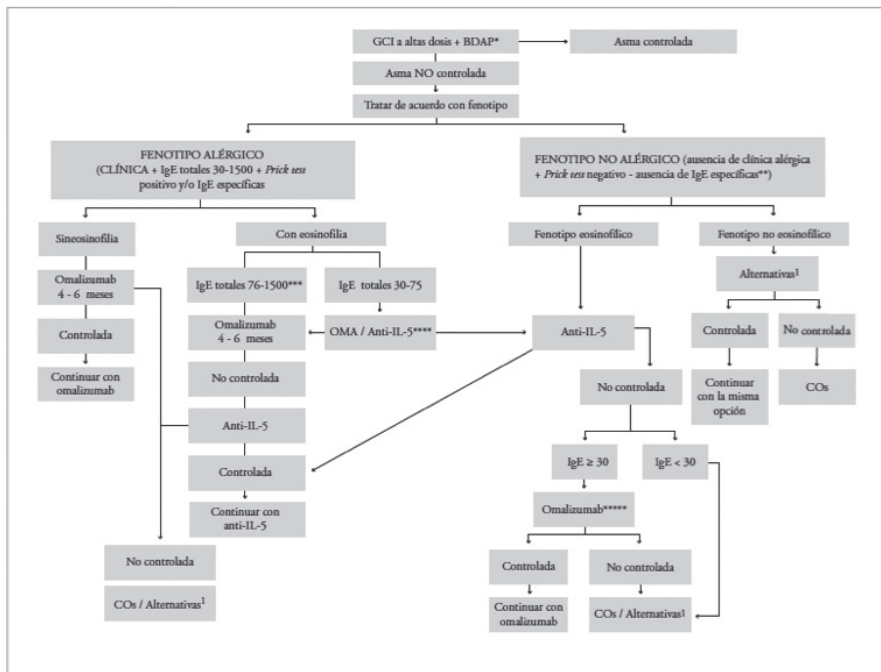 GCI a altas dosis + BDAP*
Asma controlada
Asma NO controlada
Tratar de acuerdo con fenotipo
FENOTIPO ALÉRGICO
(CLÍNICA + IgE totales 30-1500 + Prick tess
positivo y/o IgE específicas
FENOTIPO NO ALÉRGICO (ausencia de clínica alérgica
+ Prick tess negativo - ausencia de IgE específicas**)
Sineosinofilia
Con eosinofilia
Fenotipo eosinofílico
Fenotipo no eosinofílico
Omalizumab
4 - 6 meses
IgE totales 76-1500***
IgE totales 30-75
Alternativas1
Controlada
Omalizumab
4 - 6 meses
OMA / Anti-IL-5****
Anti-IL-5
Controlada
No controlada
Continuar con
omalizumab
No controlada
No controlada
Continuar
con la misma
opción
COs
Anti-IL-5
Controlada
IgE ≥ 30
IgE < 30
Continuar con
anti-IL-5
Omalizumab*****
No controlada
Controlada
No controlada
COs / Alternativas1
Continuar con
omalizumab
COs / Alternativas1